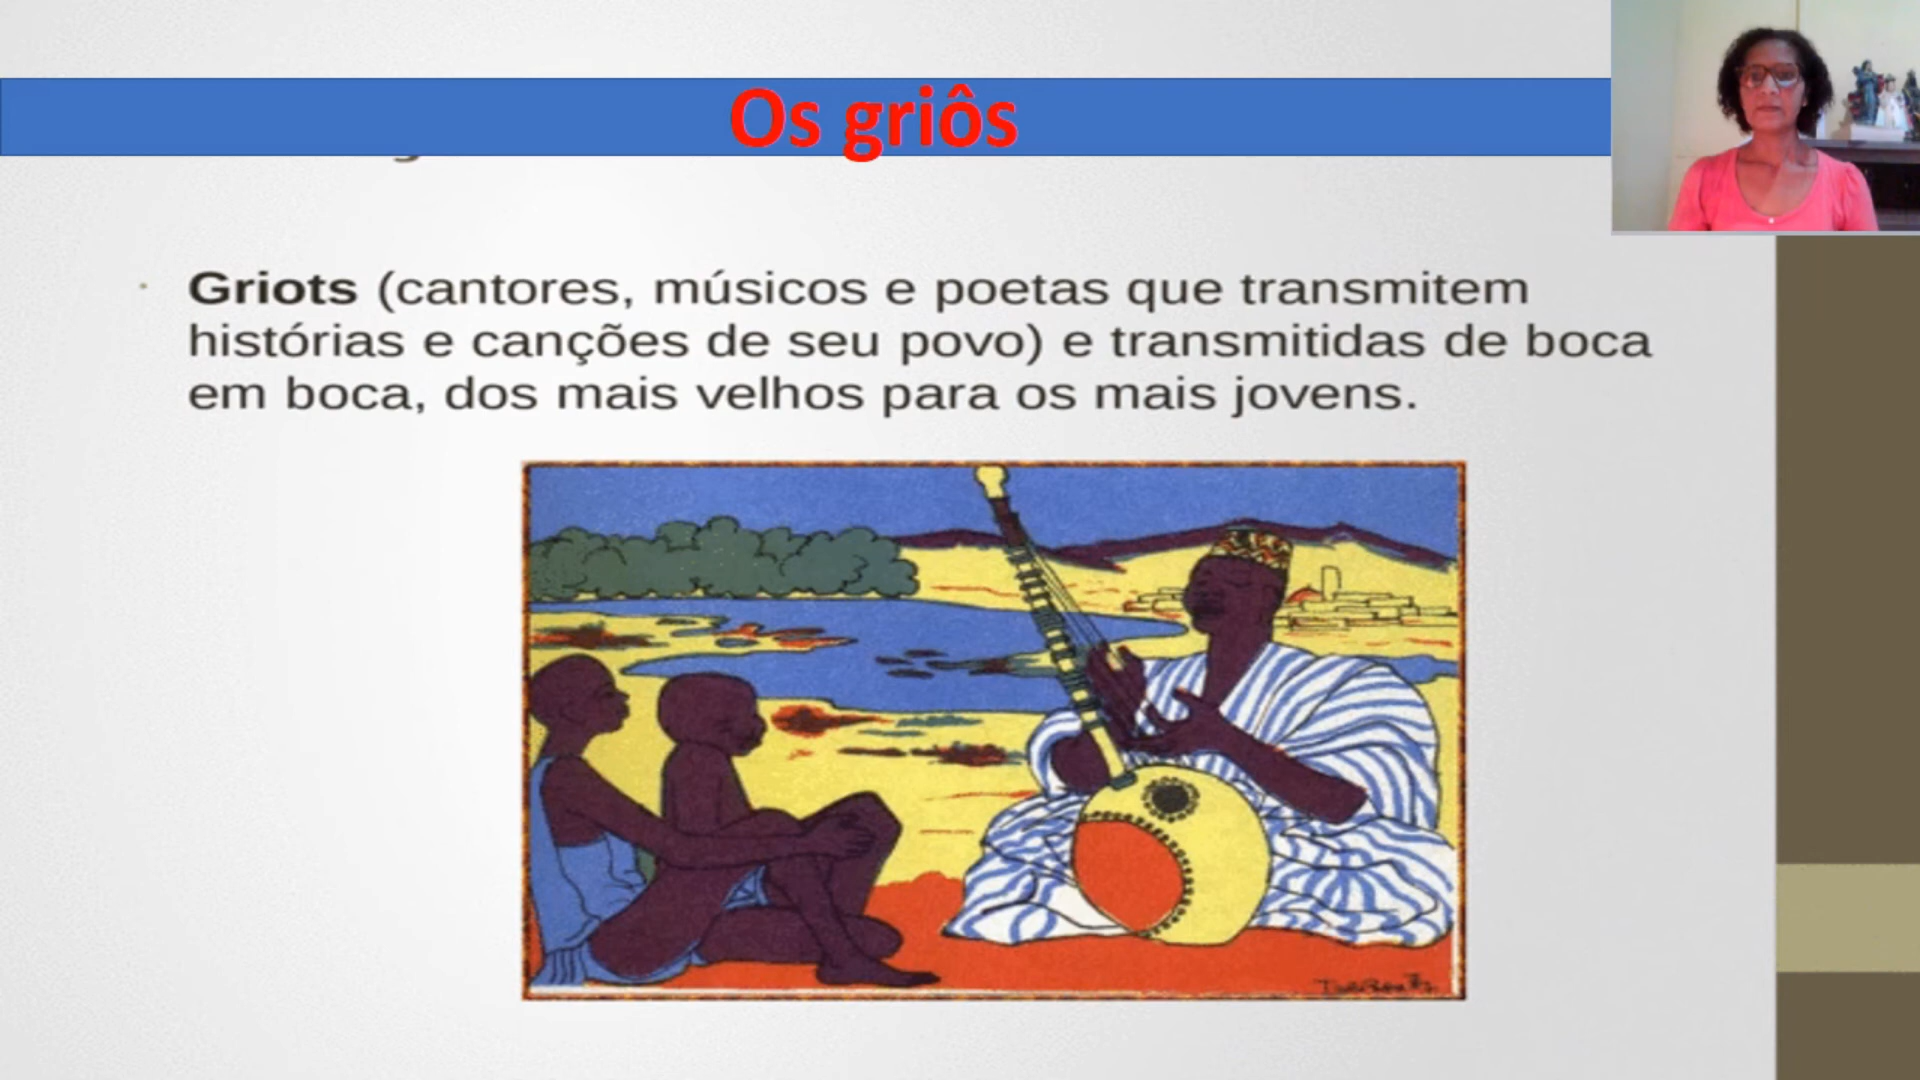 Os griôs
Griots (cantores, músicos e poetas que transmitem
histórias e canções de seu povo) e transmitidas de boca
em boca, dos mais velhos para os mais jovens.